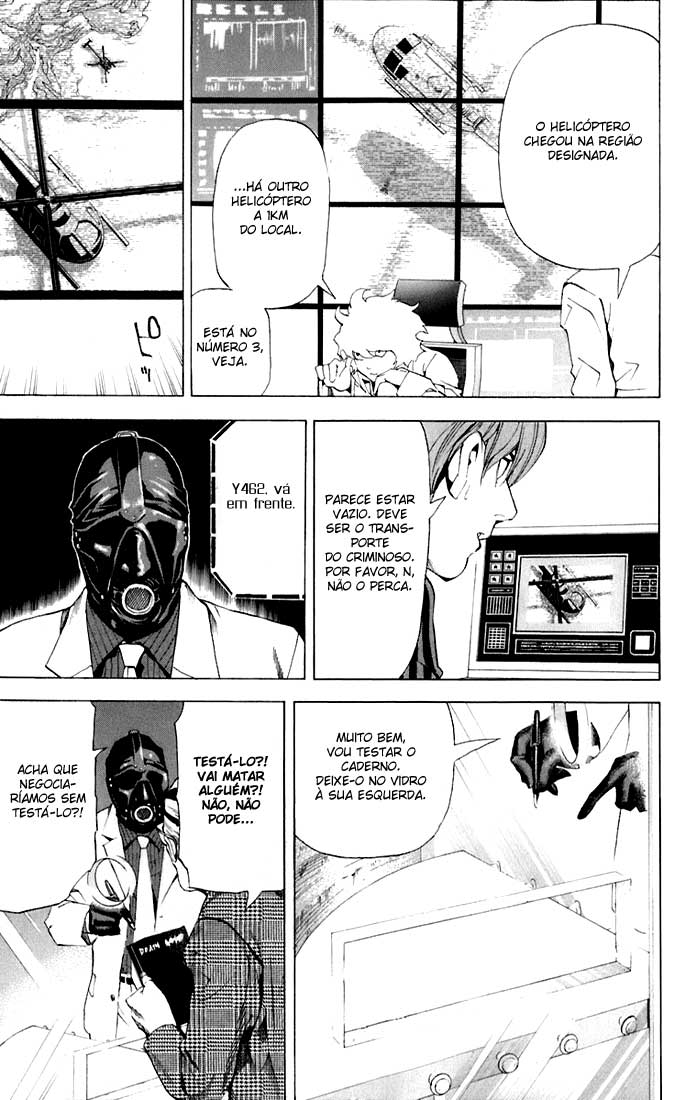 O HELICÓPTERO
CHEGOU NA REGIÃO
DESIGNADA.
...HÁ OUTRO
HELICÓPTERO
A 1KM
DO LOCAL.
ESTÁ NO
NÚMERO 3,
VEJA.
PARECE ESTAR
VAZIO. DEVE
SER O TRANS-
PORTE
DO CRIMINOSO.
POR FAVOR, N,
NÃO O PERCA.
Y462, vá
em frente.
MUITO BEM,
VOU TESTAR O
CADERNO.
DEIXE-O NO VIDRO
À SUA ESQUERDA.
TESTÁ-LO?!
VAI MATAR
ALGUÉM?!
NÃO, NÃO
PODE...
ACHA QUE
NEGOCIA-
RÍAMOS SEM
TESTÁ-LO?!